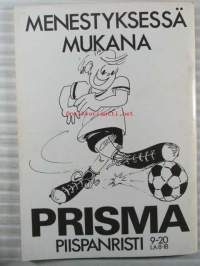 MENESTYKSESSÄ
MUKANA
PRISMA
PIISPANRISTI 9-20
LA 8-18